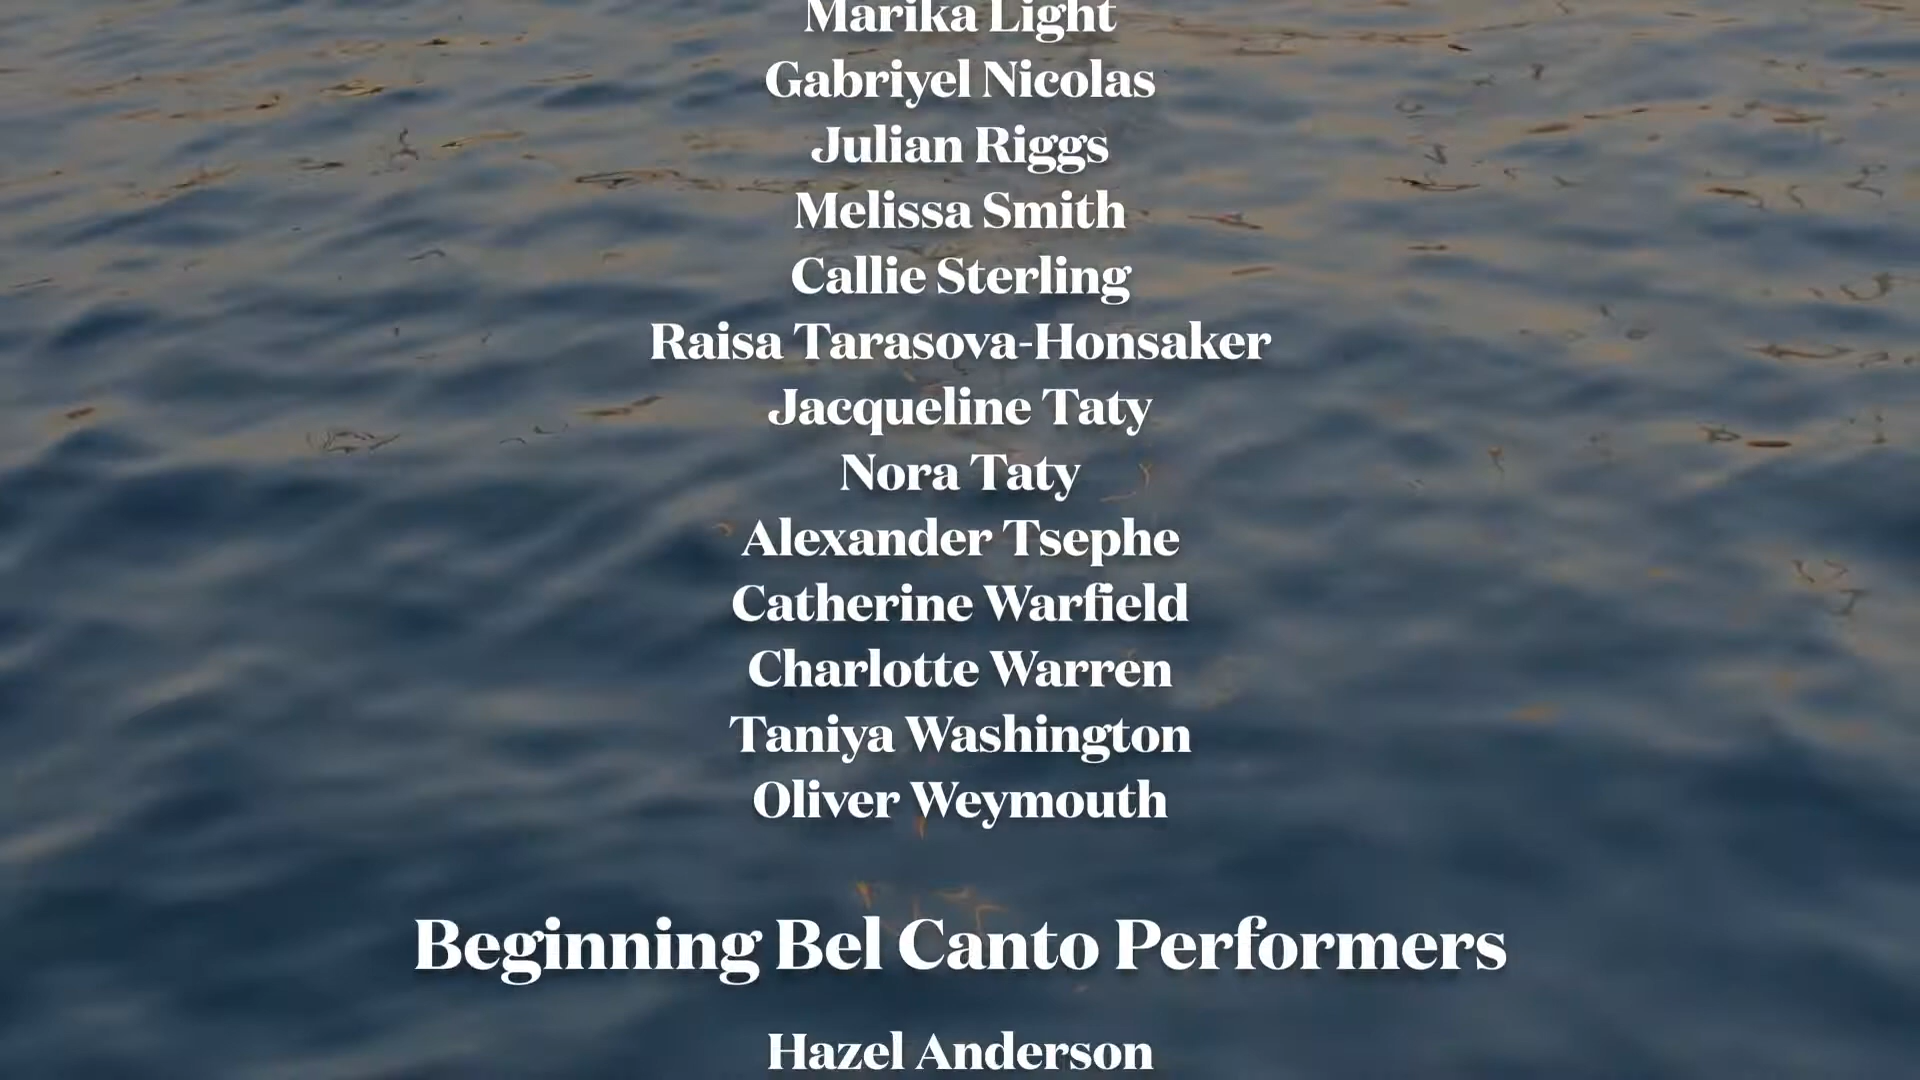 Marika Light
Gabriyel Nicolas
Julian Riggs
Melissa Smith
Callie Sterling
Raisa Tarasova-Honsaker
Jacqueline Taty
Nora Taty
Alexander Tsephe
Catherine Warfield
Charlotte Warren
Taniya Washington
Oliver Weymouth
Beginning Bel Canto Performers
Hazel Anderson